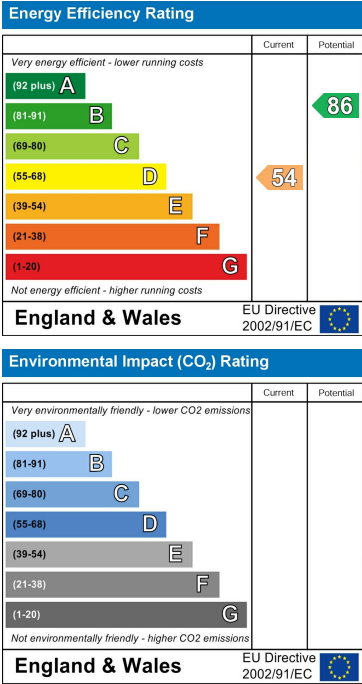 Energy Efficiency Rating
Current Potential
Very energy efficient - lower running costs
(92 plus) A
(81-91) B
86
(69-80) C
(55-68) D
54
(39-54) E
(21-38) F
(1-20) G
Not energy efficient - higher running costs
England & Wales
EU Directive
2002/91/EC
Environmental Impact (CO₂) Rating
Current Potential
Very environmentally friendly - lower CO2 emissions
(92 plus) A
(81-91) B
(69-80) C
(55-68) D
(39-54) E
(21-38) F
(1-20) G
Not environmentally friendly - higher CO2 emissions
England & Wales
EU Directive
2002/91/EC